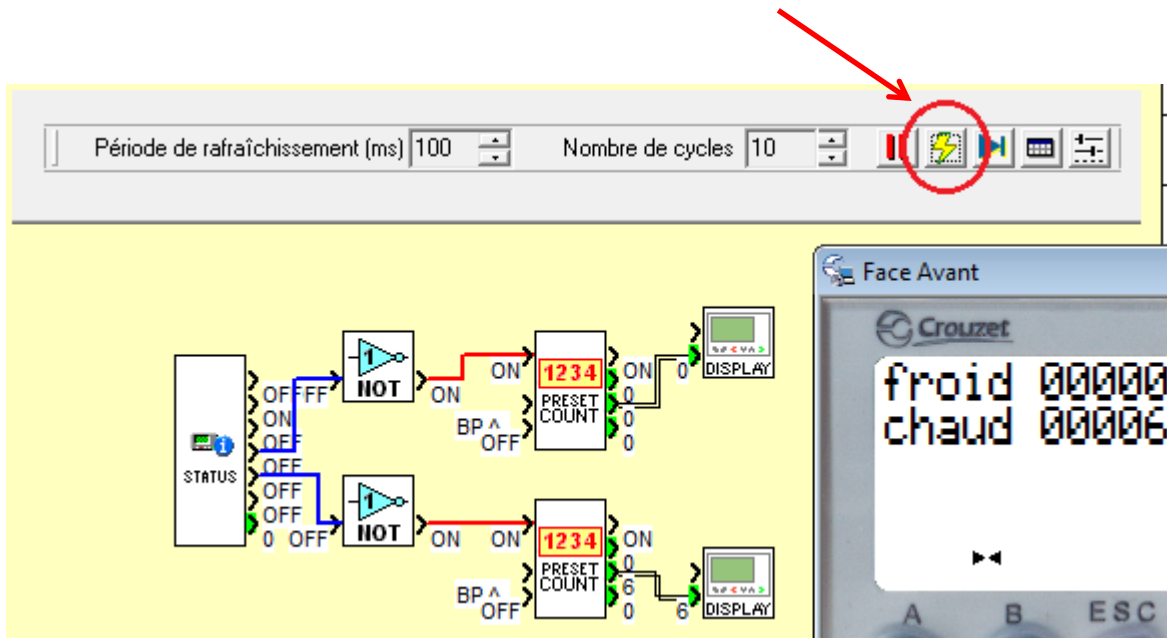 Période de rafraîchissement (ms) 100 Nombre de cycles 10
Face Avant
Crouzet
froid 00000
chaud 00006
A B ESC
STATUS
OFF
ON
OFF
OFF
OFF
OFF
0
FF
NOT
ON
ON
BP ^
OFF
1234
PRESET
COUNT
ON
0
0
0
0
DISPLAY
OFF
NOT
ON
ON
BP ^
OFF
1234
PRESET
COUNT
ON
0
6
0
6
DISPLAY